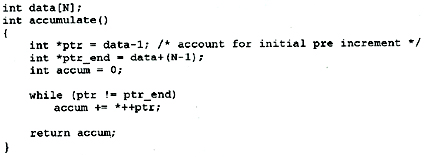 int data[N];
int accumulate()
{
int *ptr = data-1; /* account for initial pre increment */
int *ptr_end = data+(N-1);
int accum = 0;
while (ptr != ptr_end)
accum += *++ptr;
return accum;
}